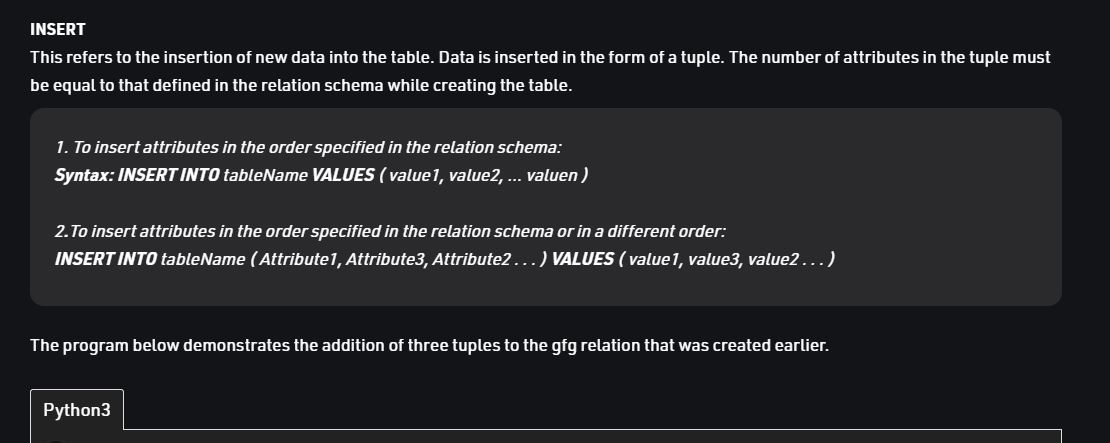 INSERT
This refers to the insertion of new data into the table. Data is inserted in the form of a tuple. The number of attributes in the tuple must
be equal to that defined in the relation schema while creating the table.
1. To insert attributes in the order specified in the relation schema:
Syntax: INSERT INTO tableName VALUES ( value1, value2, ... valuen )
2.To insert attributes in the order specified in the relation schema or in a different order:
INSERT INTO tableName ( Attribute1, Attribute3, Attribute2 . . . ) VALUES ( value1, value3, value2 . . . )
The program below demonstrates the addition of three tuples to the gfg relation that was created earlier.
Python3